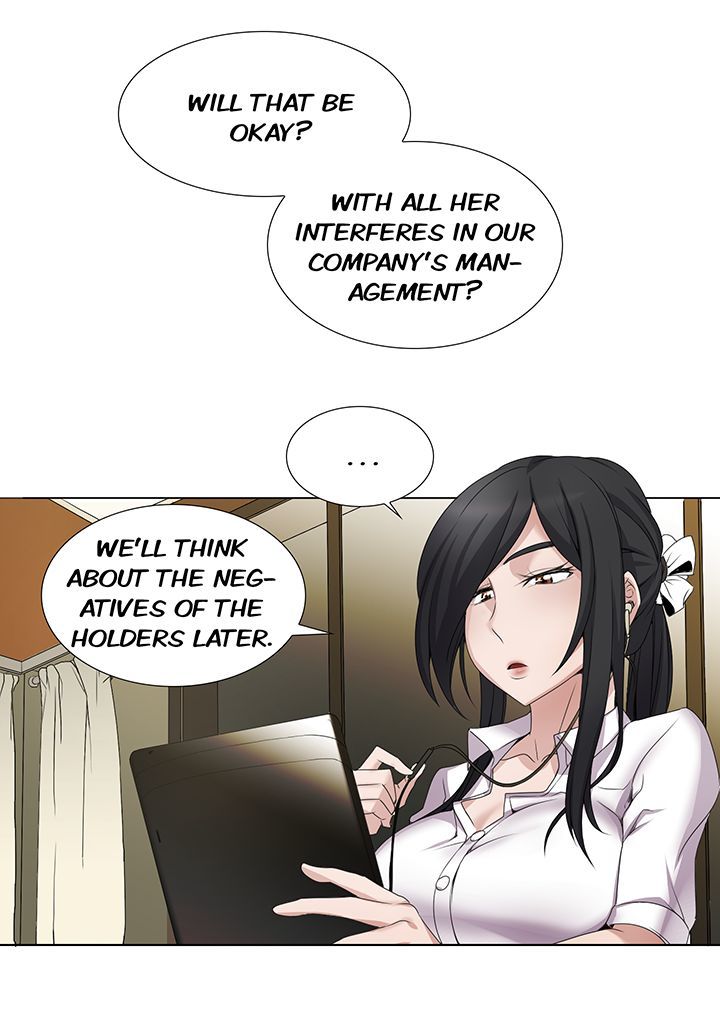 WILL THAT BE
OKAY?
WITH ALL HER
INTERFERES IN OUR
COMPANY'S MAN-
AGEMENT?
...
WE'LL THINK
ABOUT THE NEG-
ATIVES OF THE
HOLDERS LATER.